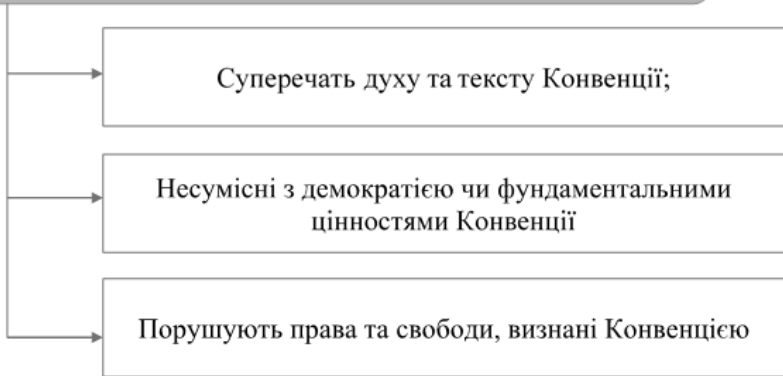 Суперечать духу та тексту Конвенції;
Несумісні з демократією чи фундаментальними
цінностями Конвенції
Порушують права та свободи, визнані Конвенцією